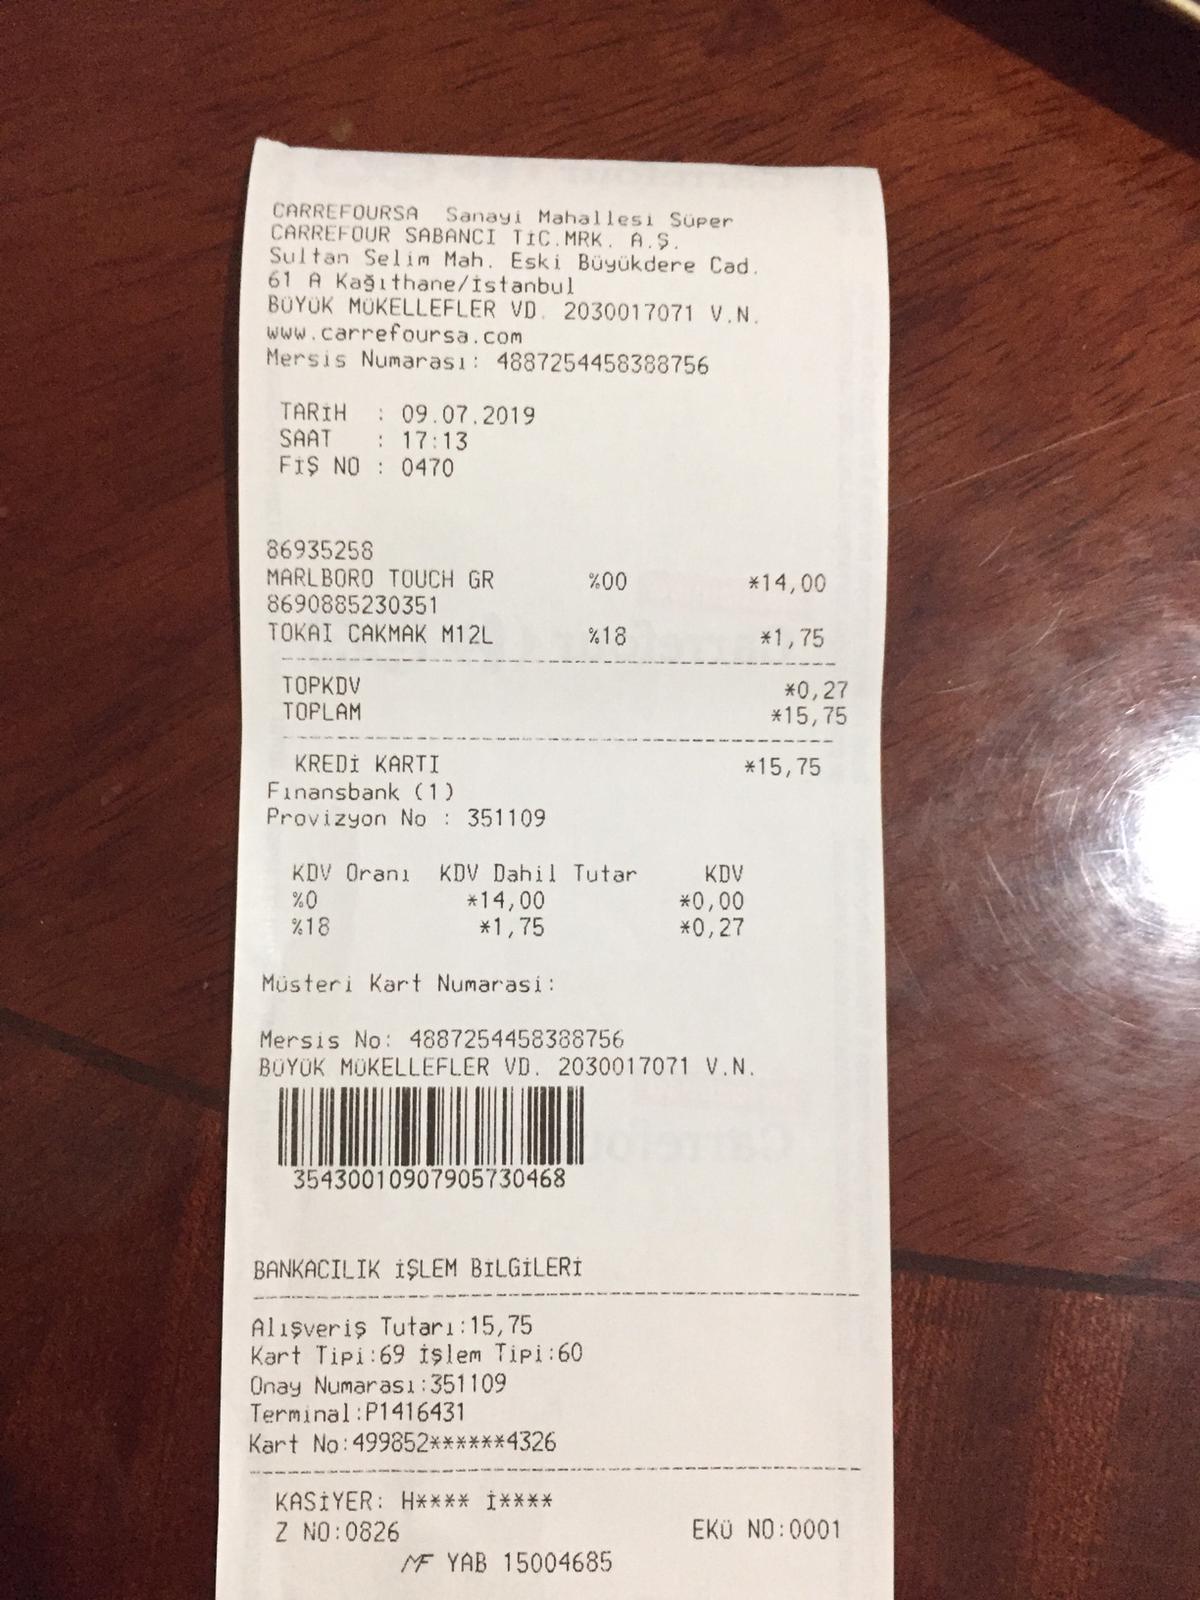 CARREFOURSA Sanayi Mahallesi Süper
CARREFOUR SABANCI TİC.MRK. A.Ş.
Sultan Selim Mah. Eski Büyükdere Cad.
61 A Kağıthane/İstanbul
BÜYÜK MÜKELLEFLER VD. 2030017071 V.N.
www.carrefoursa.com
Mersis Numarası: 4887254458388756
TARİH : 09.07.2019
SAAT : 17:13
FİŞ NO : 0470
86935258
MARLBORO TOUCH GR %00 *14,00
8690885230351
TOKAI CAKMAK M12L %18 *1,75
TOPKDV *0,27
TOPLAM *15,75
KREDİ KARTI *15,75
Finansbank (1)
Provizyon No : 351109
KDV Oranı KDV Dahil Tutar KDV
%0 *14,00 *0,00
%18 *1,75 *0,27
Müsteri Kart Numarasi:
Mersis No: 4887254458388756
BÜYÜK MÜKELLEFLER VD. 2030017071 V.N.
35430010907905730468
BANKACILIK İŞLEM BİLGİLERİ
Alışveriş Tutarı:15,75
Kart Tipi:69 İşlem Tipi:60
Onay Numarası:351109
Terminal:P1416431
Kart No:499852******4326
KASİYER: H**** İ****
Z NO:0826 EKÜ NO:0001
MF YAB 15004685